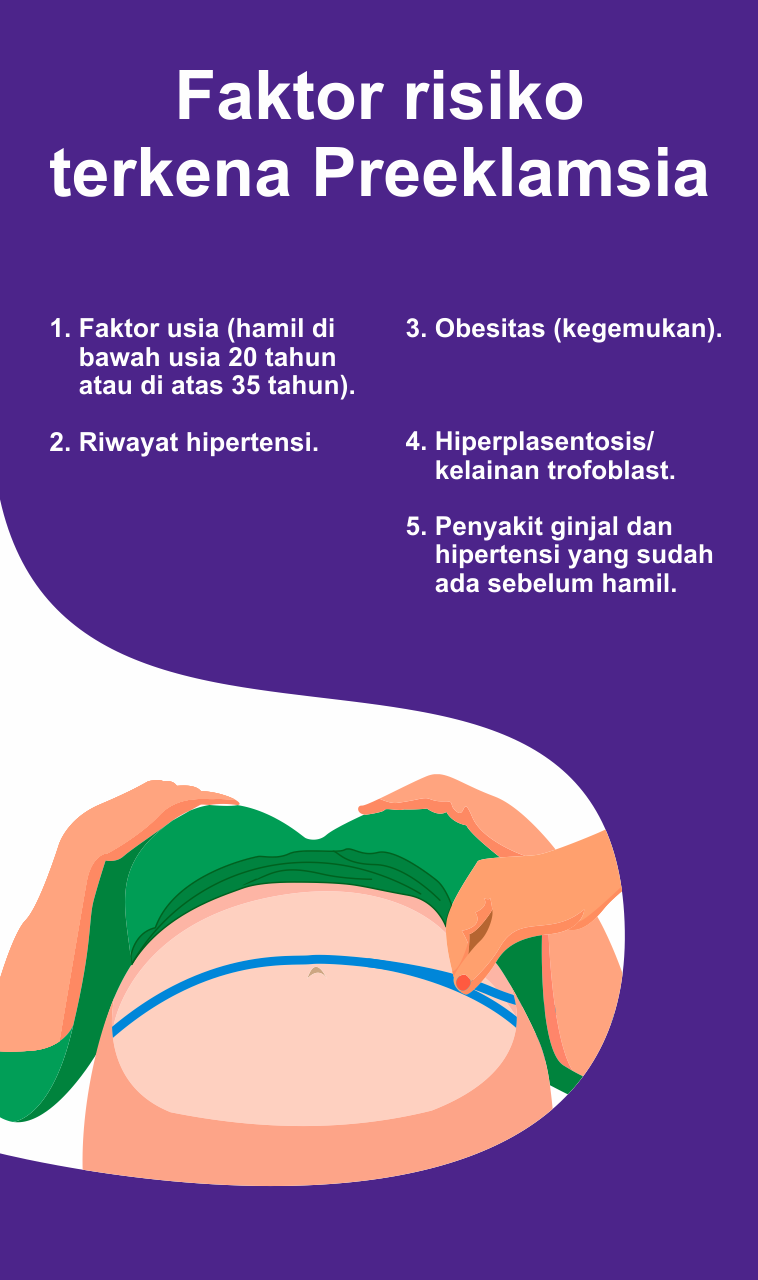 Faktor risiko
terkena Preeklamsia
1. Faktor usia (hamil di
bawah usia 20 tahun
atau di atas 35 tahun).
2. Riwayat hipertensi.
3. Obesitas (kegemukan).
4. Hiperplasentosis/
kelainan trofoblast.
5. Penyakit ginjal dan
hipertensi yang sudah
ada sebelum hamil.